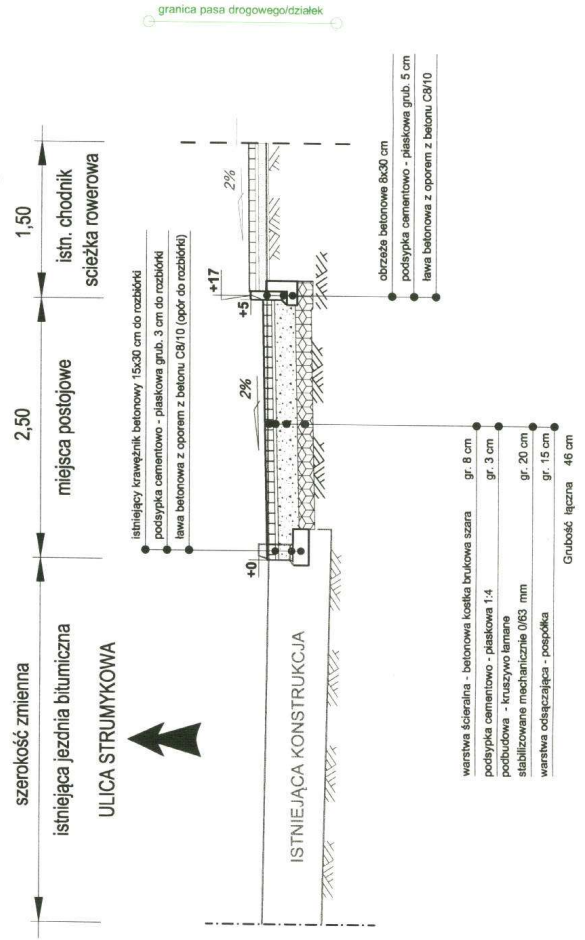 granica pasa drogowego/działek
szerokość zmienna
2,50
1,50
istniejąca jezdnia bitumiczna
miejsca postojowe
istn. chodnik
scieżka rowerowa
ULICA STRUMYKOWA
istniejący krawężnik betonowy 15x30 cm do rozbiórki
podsypka cementowo - piaskowa grub. 3 cm do rozbiórki
ława betonowa z oporem z betonu C8/10 (opór do rozbiórki)
+0
2%
+5
+17
2%
ISTNIEJĄCA KONSTRUKCJA
obrzeże betonowe 8x30 cm
podsypka cementowo - piaskowa grub. 5 cm
ława betonowa z oporem z betonu C8/10
warstwa ścieralna - betonowa kostka brukowa szara gr. 8 cm
podsypka cementowo - piaskowa 1:4 gr. 3 cm
podbudowa - kruszywo łamane
stabilizowane mechanicznie 0/63 mm gr. 20 cm
warstwa odsączająca - pospółka gr. 15 cm
Grubość łączna 46 cm